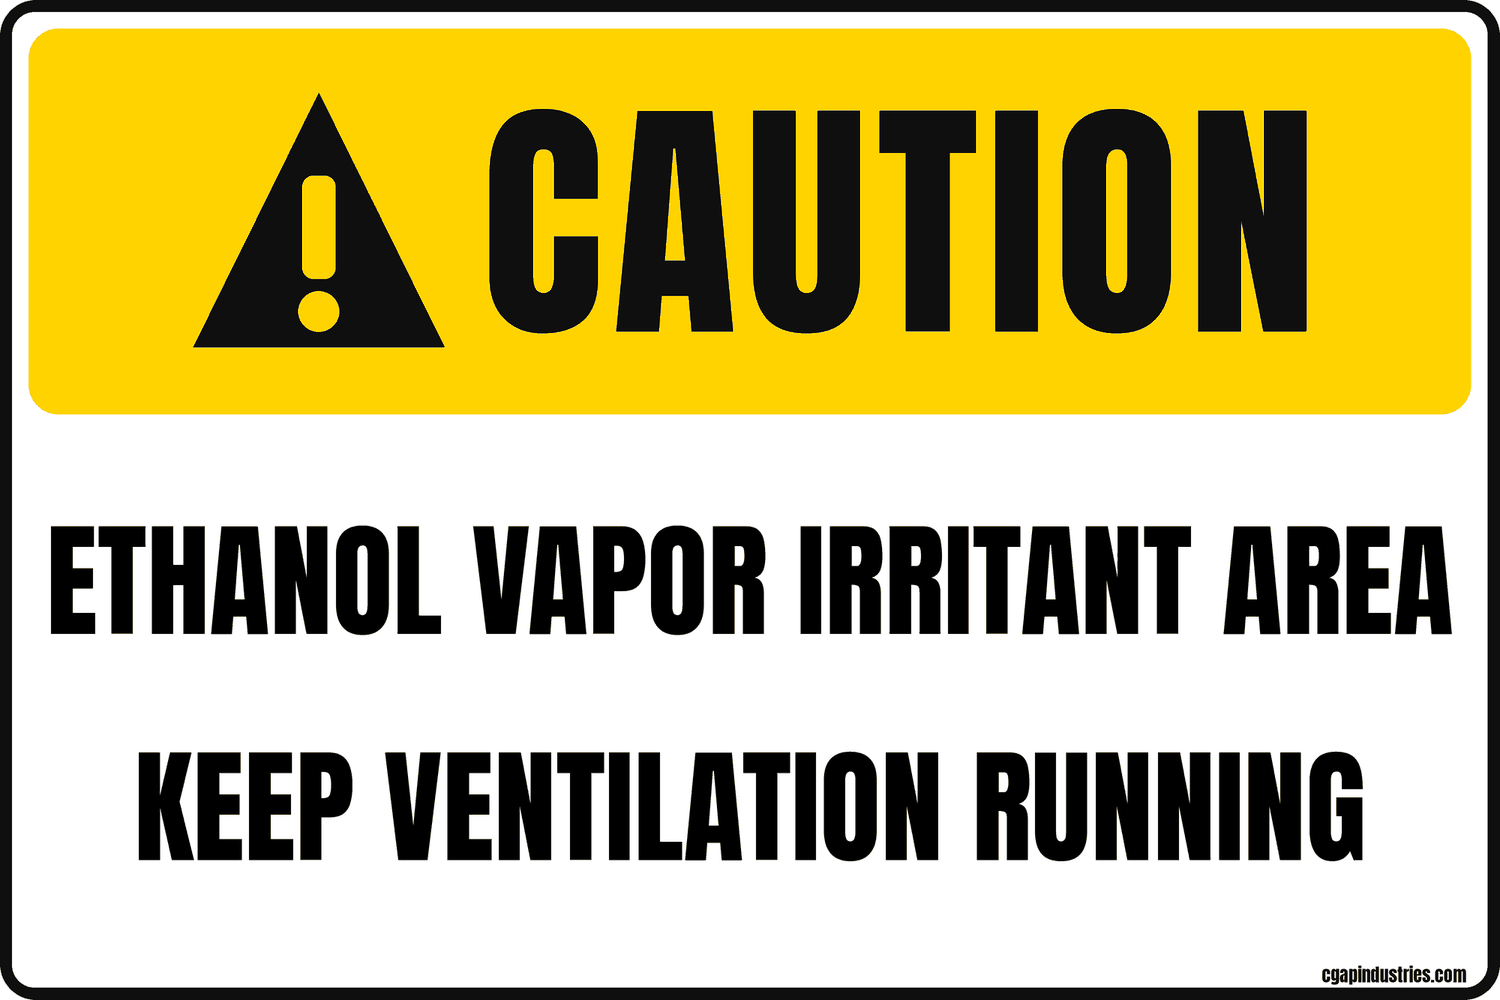 CAUTION
ETHANOL VAPOR IRRITANT AREA
KEEP VENTILATION RUNNING
cgapindustries.com